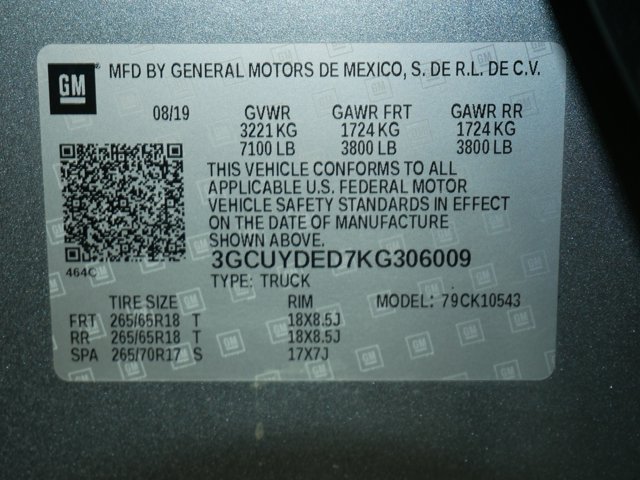 GM
MFD BY GENERAL MOTORS DE MEXICO, S. DE R.L. DE C.V.
08/19 GVWR GAWR FRT GAWR RR
3221 KG 1724 KG 1724 KG
7100 LB 3800 LB 3800 LB
THIS VEHICLE CONFORMS TO ALL
APPLICABLE U.S. FEDERAL MOTOR
VEHICLE SAFETY STANDARDS IN EFFECT
ON THE DATE OF MANUFACTURE
SHOWN ABOVE.
464C
3GCUYDED7KG306009
TYPE: TRUCK
TIRE SIZE RIM MODEL: 79CK10543
FRT 265/65R18 T 18X8.5J
RR 265/65R18 T 18X8.5J
SPA 265/70R17 S 17X7J